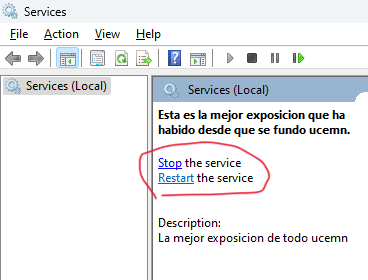 Services
File Action View Help
Services (Local)
Services (Local)
Esta es la mejor exposicion que ha
habido desde que se fundo ucemn.
Stop the service
Restart the service
Description:
La mejor exposicion de todo ucemn